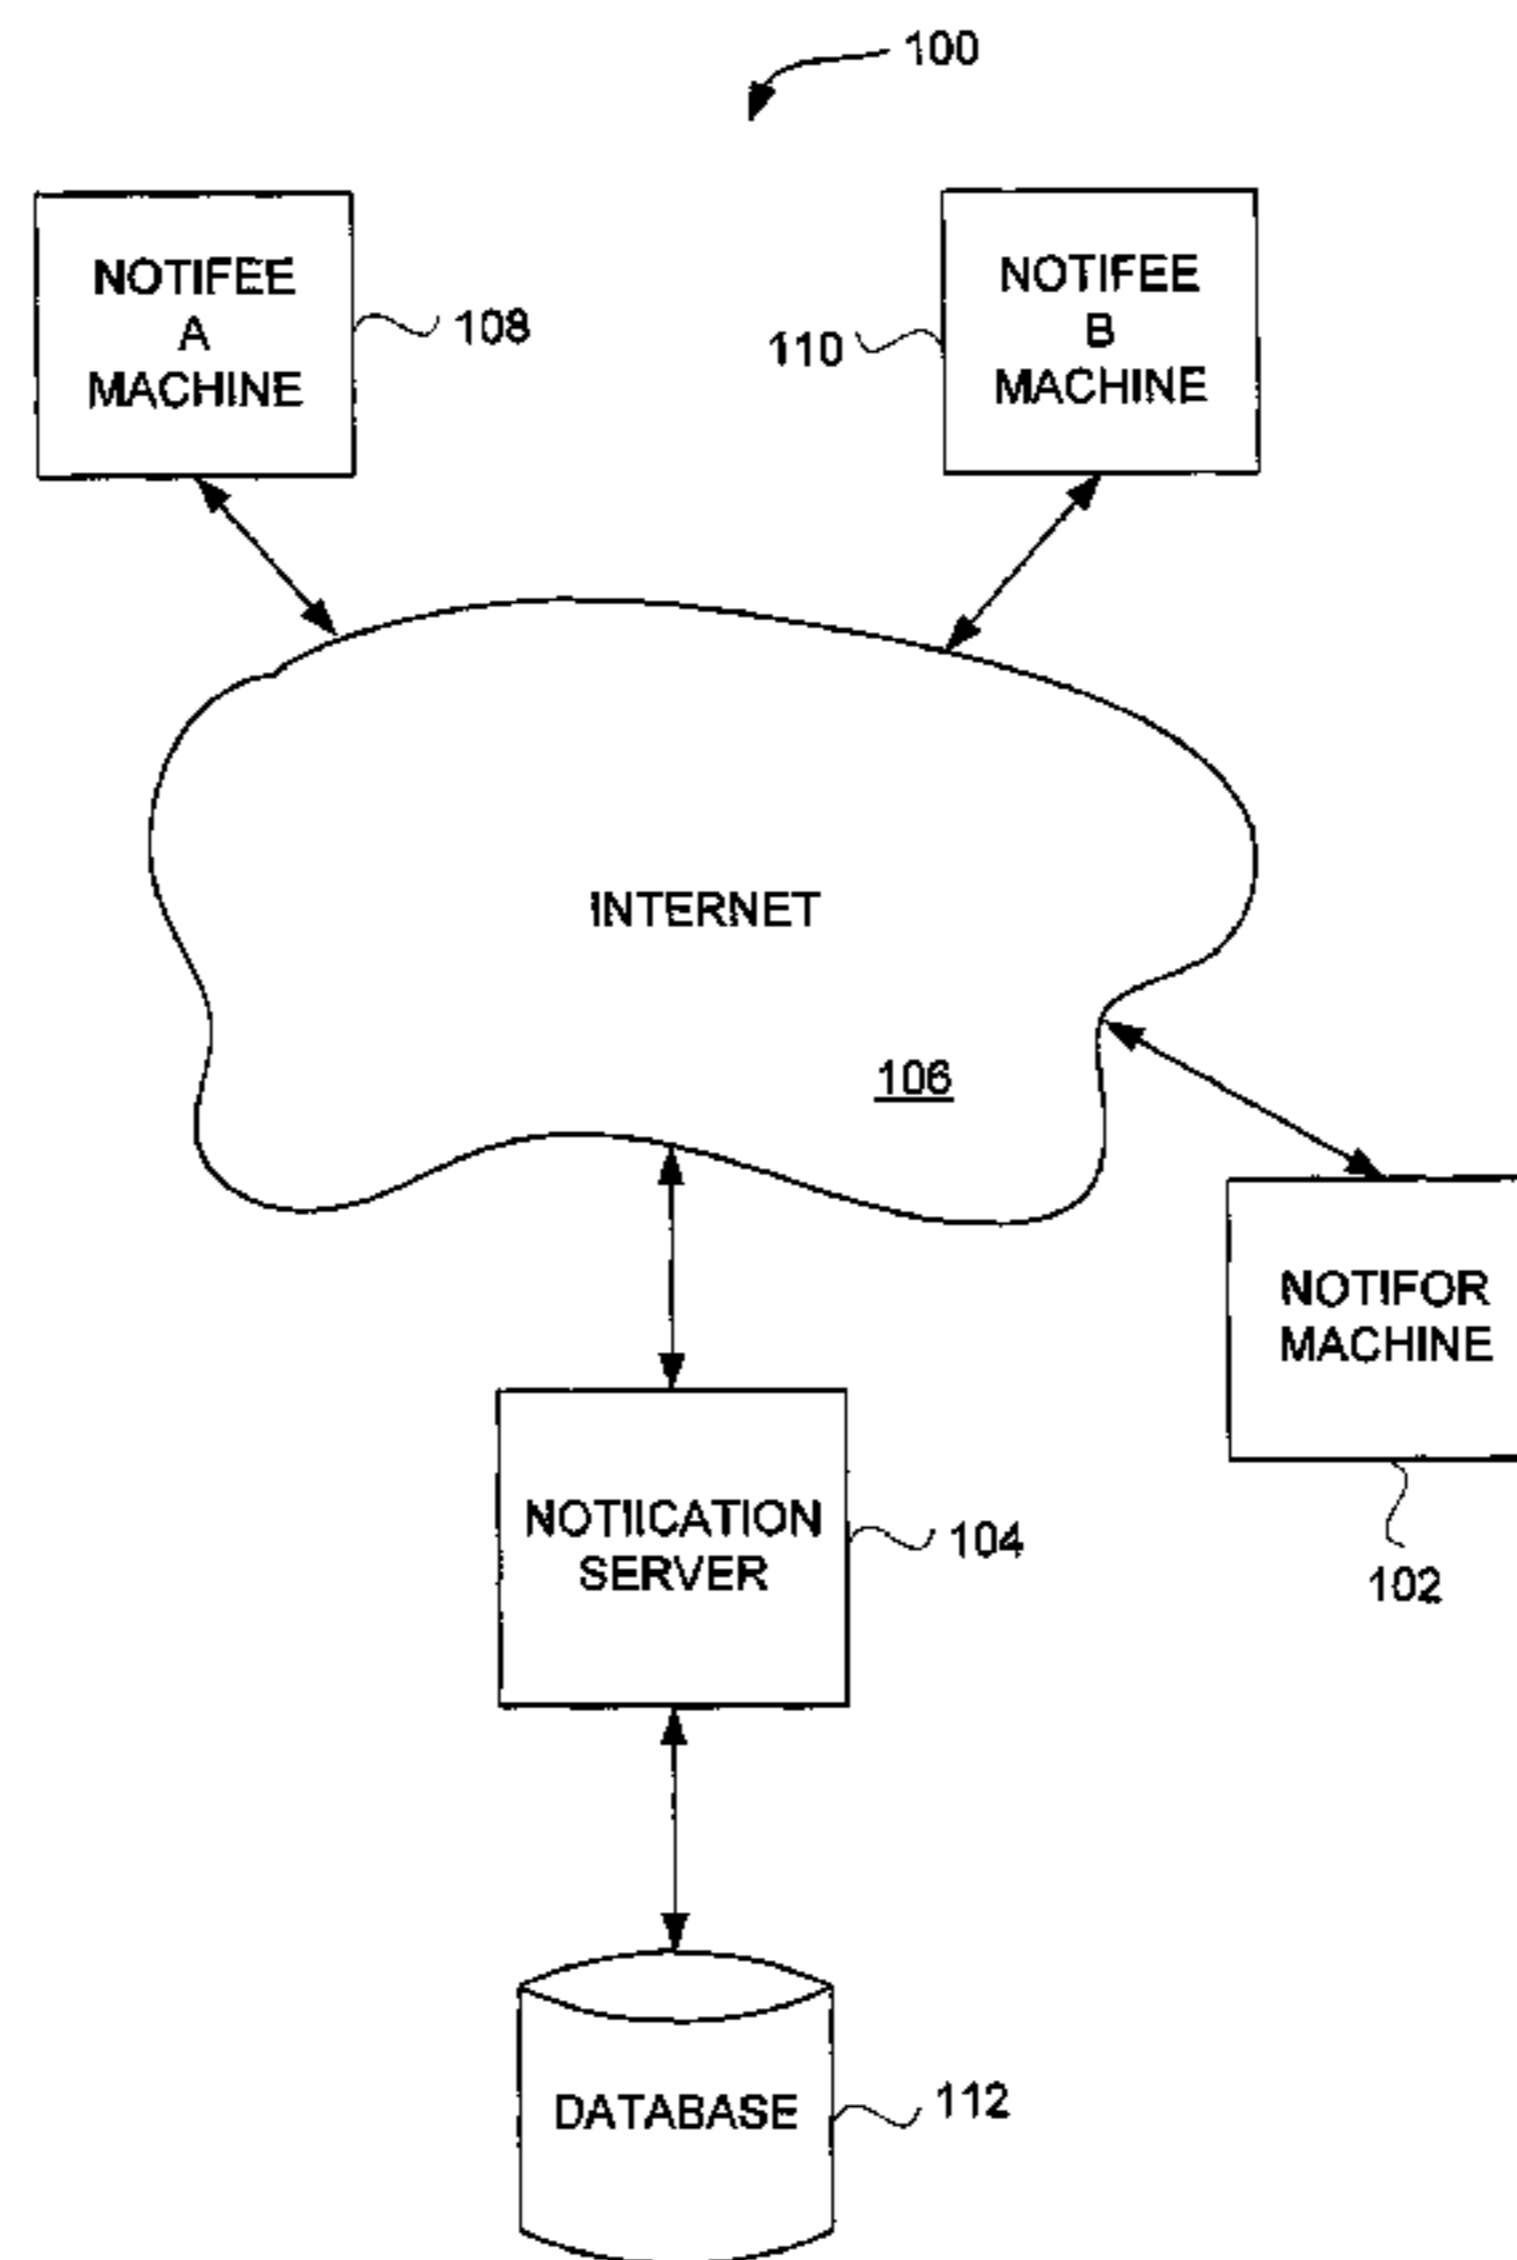 100
NOTIFEE
A
MACHINE
108
NOTIFEE
B
MACHINE
110
INTERNET
106
NOTIFOR
MACHINE
102
NOTIICATION
SERVER
104
DATABASE
112